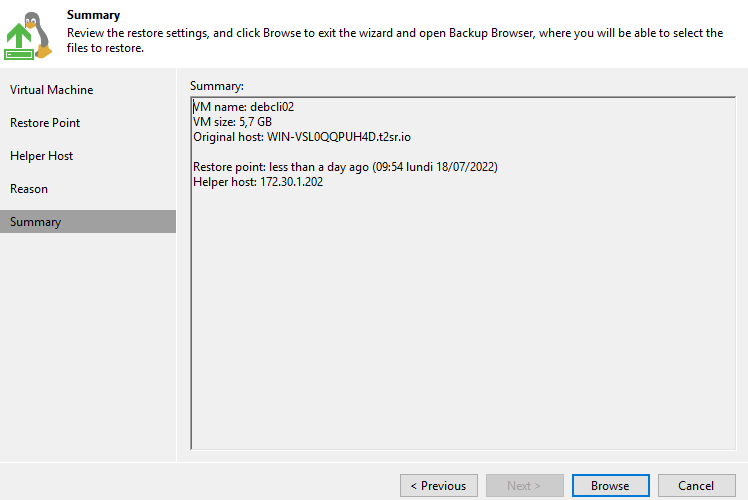 Summary
Review the restore settings, and click Browse to exit the wizard and open Backup Browser, where you will be able to select the
files to restore.
Virtual Machine
Restore Point
Helper Host
Reason
Summary
Summary:
VM name: debcli02
VM size: 5,7 GB
Original host: WIN-VSL0QQPUH4D.t2sr.io
Restore point: less than a day ago (09:54 lundi 18/07/2022)
Helper host: 172.30.1.202
< Previous
Next >
Browse
Cancel